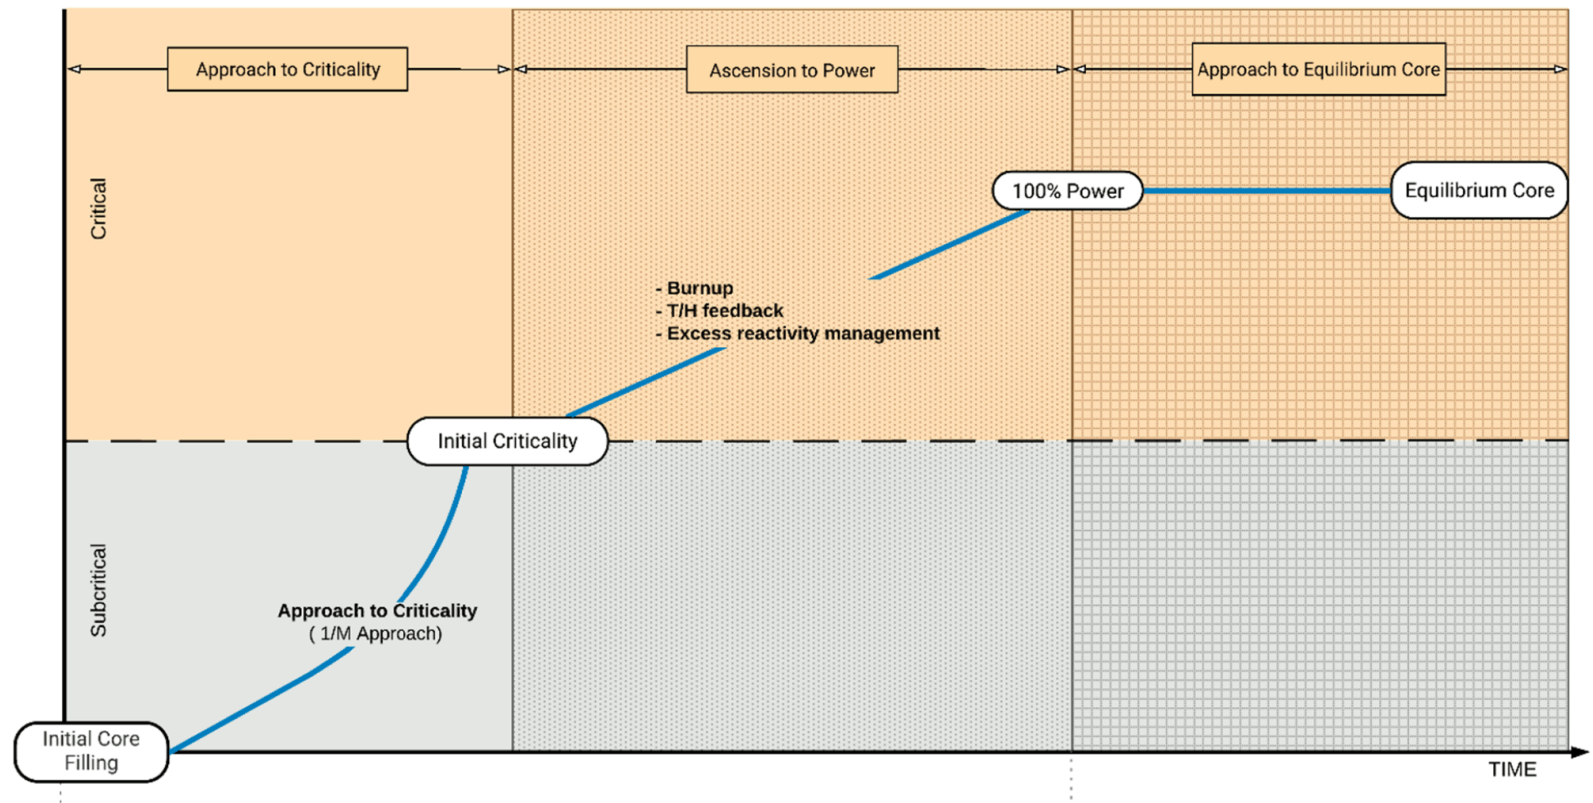 Approach to Criticality
Ascension to Power
Approach to Equilibrium Core
Critical
100% Power
Equilibrium Core
- Burnup
- T/H feedback
- Excess reactivity management
Initial Criticality
Subcritical
Approach to Criticality
( 1/M Approach)
Initial Core
Filling
TIME